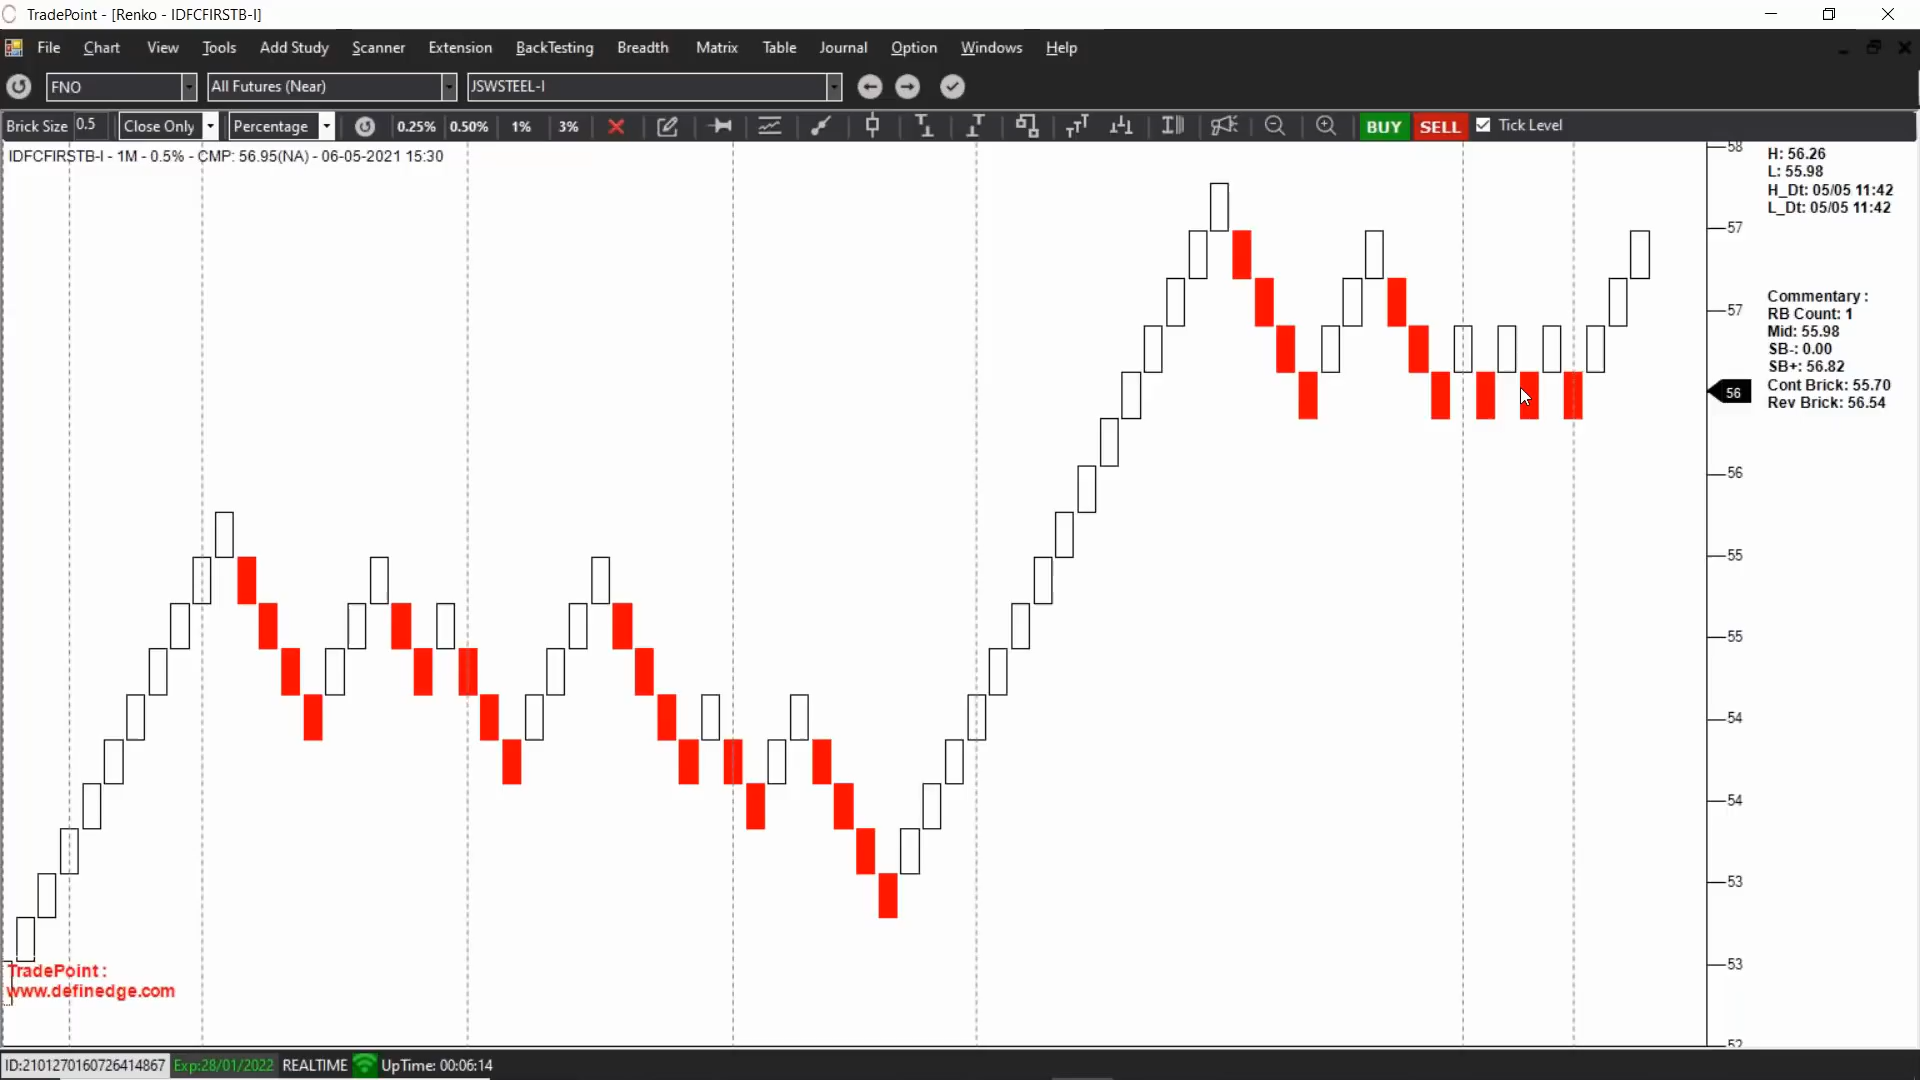 TradePoint - [Renko - IDFCFIRSTB-I]
File Chart View Tools Add Study Scanner Extension BackTesting Breadth Matrix Table Journal Option Windows Help
FNO All Futures (Near) JSWSTEEL-I
Brick Size 0.5 Close Only Percentage 0.25% 0.50% 1% 3% BUY SELL Tick Level
IDFCFIRSTB-I - 1M - 0.5% - CMP: 56.95(NA) - 06-05-2021 15:30
58
57
57
56
56
55
55
54
54
53
53
52
H: 56.26
L: 55.98
H_Dt: 05/05 11:42
L_Dt: 05/05 11:42
Commentary :
RB Count: 1
Mid: 55.98
SB-: 0.00
SB+: 56.82
Cont Brick: 55.70
Rev Brick: 56.54
TradePoint :
www.definedge.com
ID:2101270160726414867 Exp:28/01/2022 REALTIME UpTime: 00:06:14